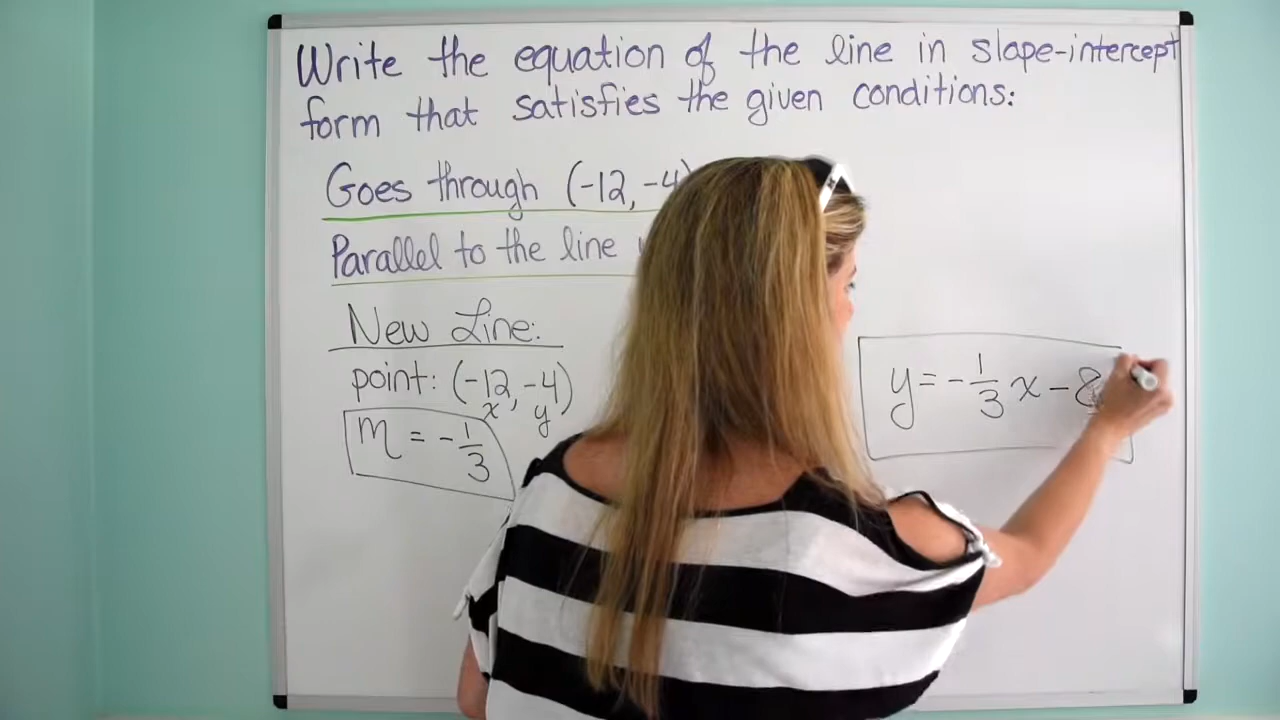 Write the equation of the line in slope-intercept
form that satisfies the given conditions:
Goes through (-12, -4)
Parallel to the line
New Line:
point: (-12, -4)
x y
m = -1/3
y = -1/3 x - 8